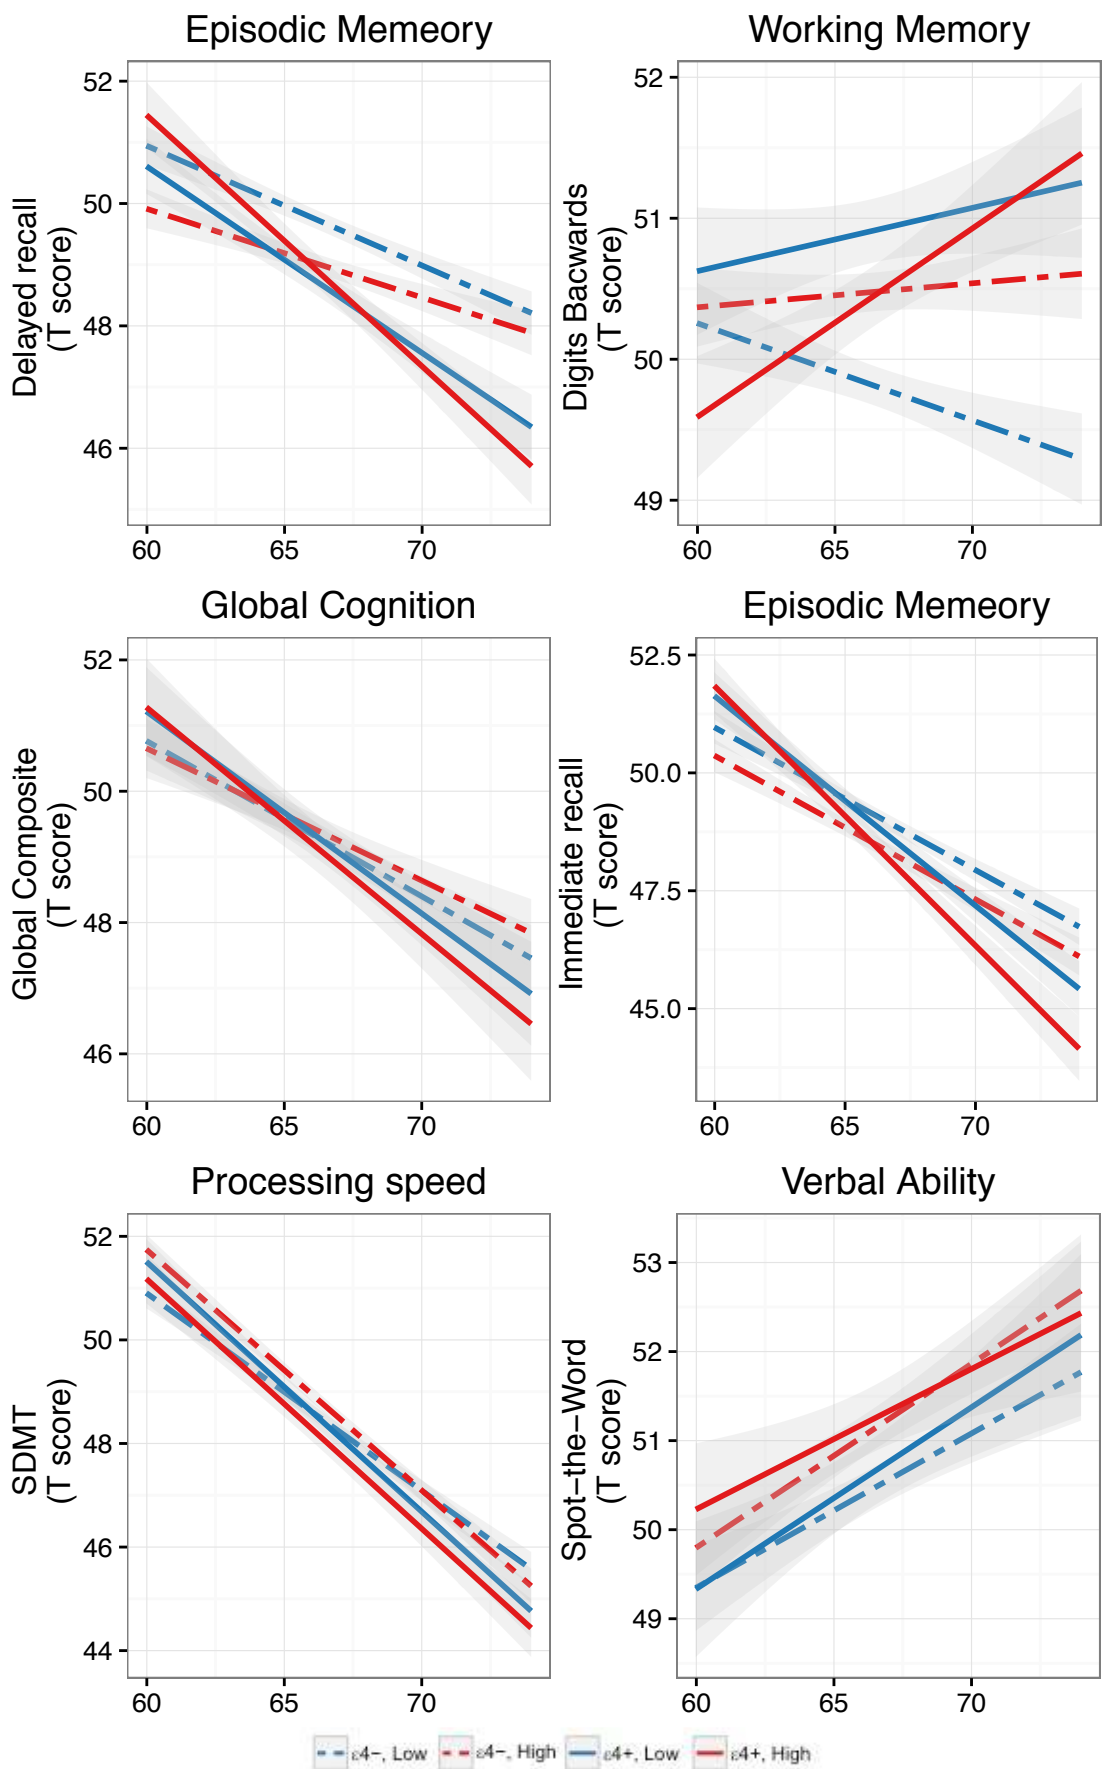 Episodic Memeory
Working Memory
52
50
48
46
Delayed recall
(T score)
60
65
70
52
51
50
49
Digits Bacwards
(T score)
60
65
70
Global Cognition
Episodic Memeory
52
50
48
46
Global Composite
(T score)
60
65
70
52.5
50.0
47.5
45.0
Immediate recall
(T score)
60
65
70
Processing speed
Verbal Ability
52
50
48
46
44
SDMT
(T score)
60
65
70
53
52
51
50
49
Spot−the−Word
(T score)
60
65
70
ε4−, Low ε4−, High ε4+, Low ε4+, High